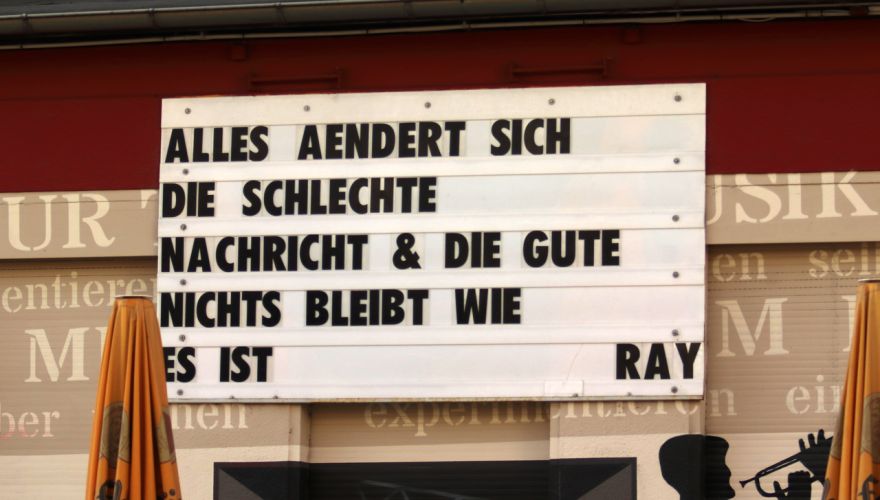 ALLES AENDERT SICH
DIE SCHLECHTE
NACHRICHT & DIE GUTE
NICHTS BLEIBT WIE
ES IST RAY
experimentieren